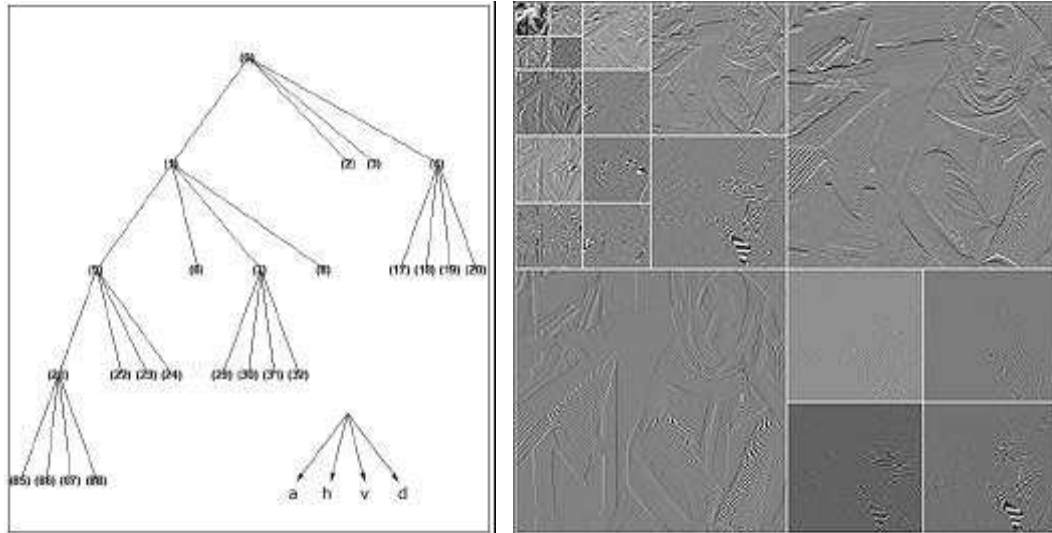 (0)
(1) (2) (3) (4)
(5) (6) (7) (8) (17) (18) (19) (20)
(21) (22) (23) (24) (29) (30) (31) (32)
(85) (86) (87) (88)
a h v d